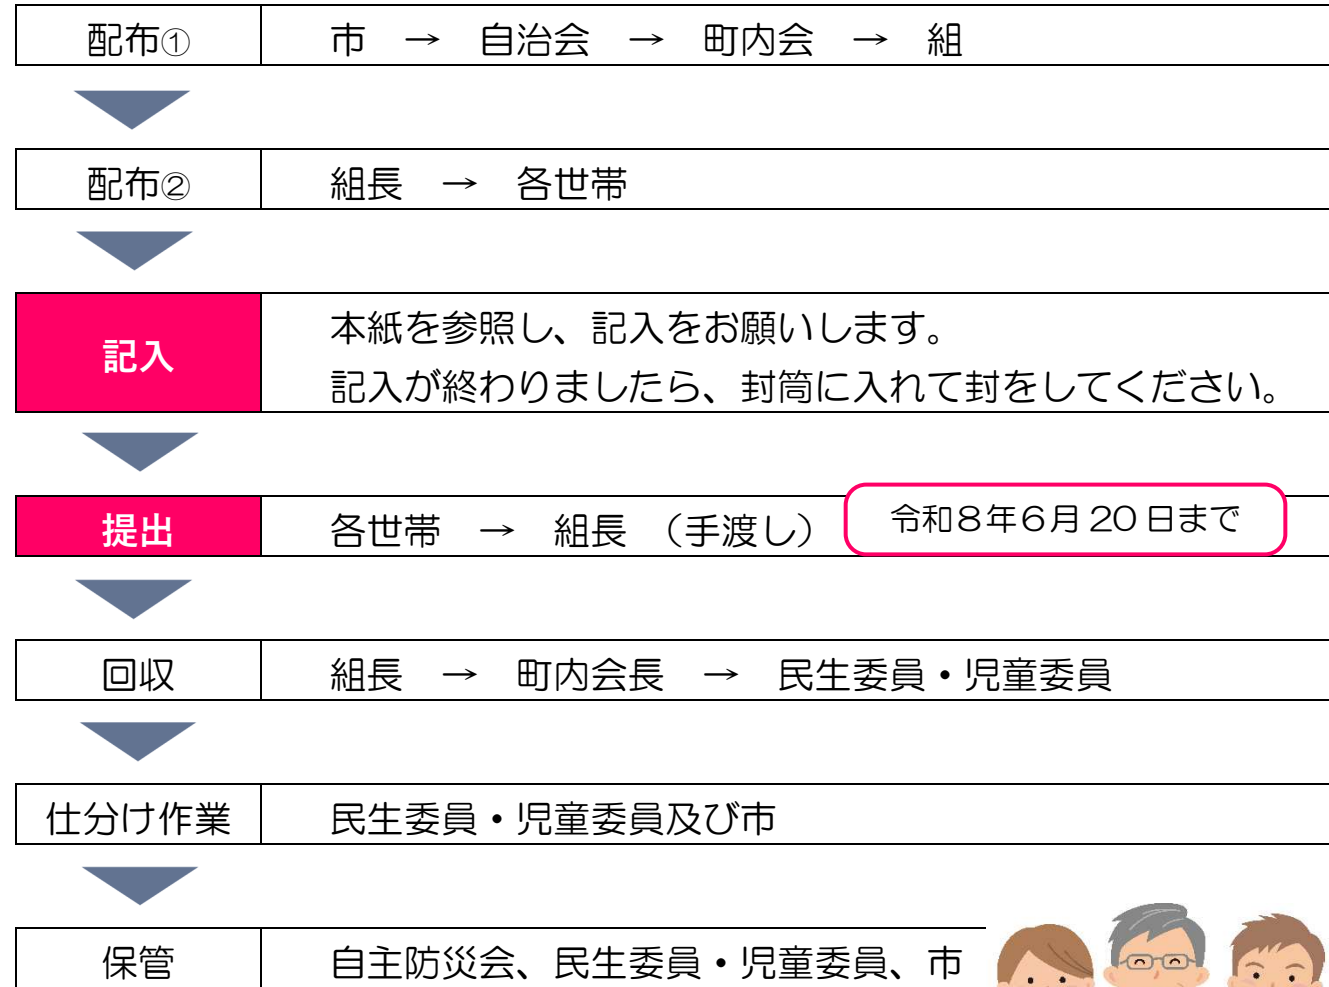 配布① 市 → 自治会 → 町内会 → 組
配布② 組長 → 各世帯
記入 本紙を参照し、記入をお願いします。
記入が終わりましたら、封筒に入れて封をしてください。
提出 各世帯 → 組長 （手渡し） 令和８年６月20日まで
回収 組長 → 町内会長 → 民生委員・児童委員
仕分け作業 民生委員・児童委員及び市
保管 自主防災会、民生委員・児童委員、市